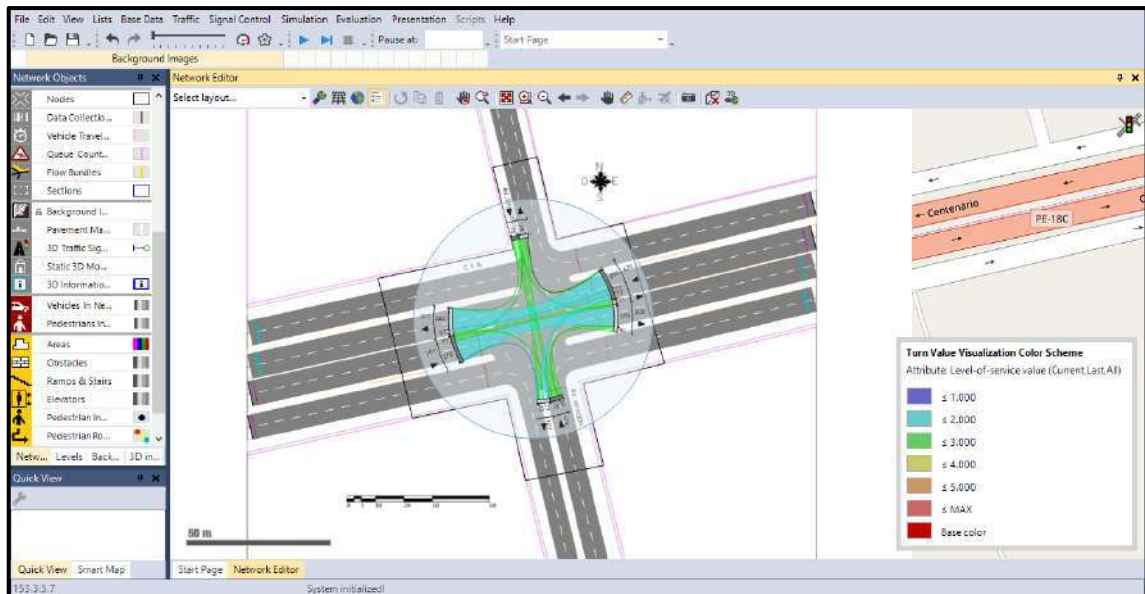 File Edit View Lists Base Data Traffic Signal Control Simulation Evaluation Presentation Scripts Help
Pause at: Start Page
Background Images
Network Objects
Network Editor
Select layout...
Nodes
Data Collectio...
Vehicle Travel...
Queue Count...
Flow Bundles
Sections
Background I...
Pavement Ma...
3D Traffic Sig...
Static 3D Mo...
3D Informatio...
Vehicles In Ne...
Pedestrians In...
Areas
Obstacles
Ramps & Stairs
Elevators
Pedestrian In...
Pedestrian Ro...
Netw... Levels Back... 3D in...
Quick View
Quick View Smart Map
N
O E
Centenario
PE-18C
Turn Value Visualization Color Scheme
Attribute: Level-of-service value (Current,Last,All)
≤ 1.000
≤ 2.000
≤ 3.000
≤ 4.000
≤ 5.000
≤ MAX
Base color
50 m
Start Page Network Editor
153.3:5.7 System initialized!